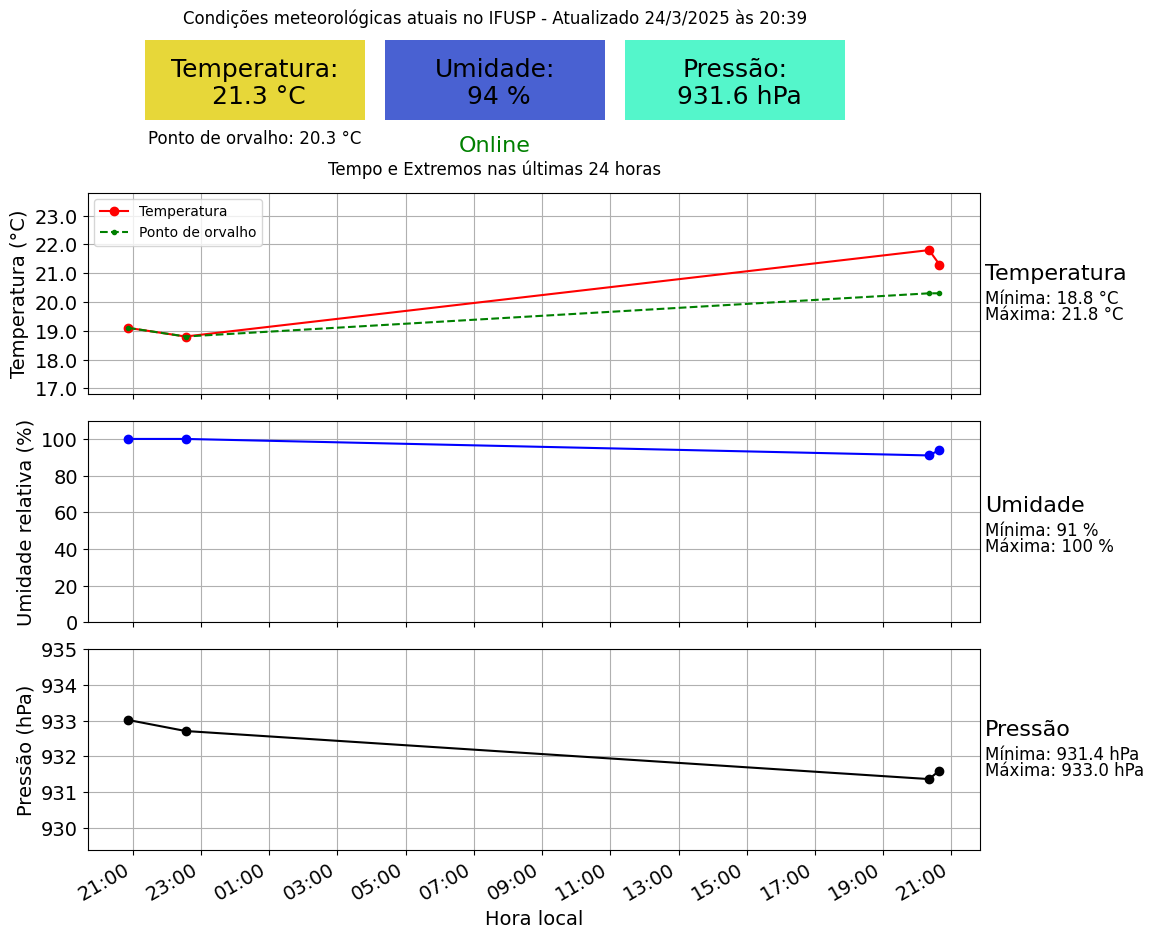 Condições meteorológicas atuais no IFUSP - Atualizado 24/3/2025 às 20:39
Temperatura:
21.3 °C
Umidade:
94 %
Pressão:
931.6 hPa
Ponto de orvalho: 20.3 °C
Online
Tempo e Extremos nas últimas 24 horas
Temperatura (°C)
23.0
22.0
21.0
20.0
19.0
18.0
17.0
Temperatura
Ponto de orvalho
Temperatura
Mínima: 18.8 °C
Máxima: 21.8 °C
Umidade relativa (%)
100
80
60
40
20
0
Umidade
Mínima: 91 %
Máxima: 100 %
Pressão (hPa)
935
934
933
932
931
930
Pressão
Mínima: 931.4 hPa
Máxima: 933.0 hPa
21:00 23:00 01:00 03:00 05:00 07:00 09:00 11:00 13:00 15:00 17:00 19:00 21:00
Hora local